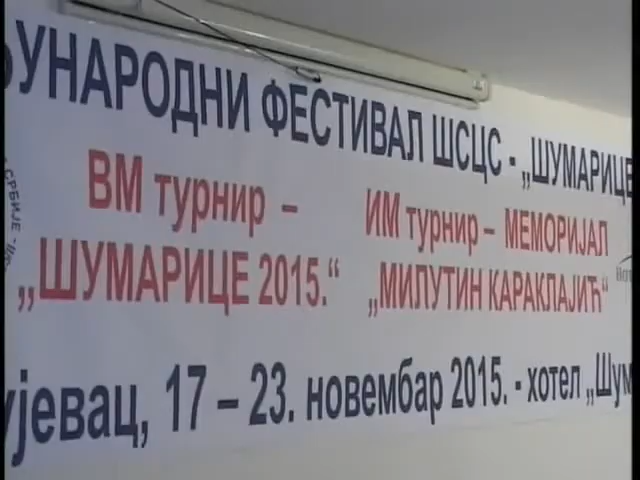 УНАРОДНИ ФЕСТИВАЛ ШСЦС - „ШУМАРИЦЕ
ВМ турнир –
„ШУМАРИЦЕ 2015.“
ИМ турнир – МЕМОРИЈАЛ
„МИЛУТИН КАРАКЛАЈИЋ“
ујевац, 17 – 23. новембар 2015. - хотел „Шум
СРБИЈЕ